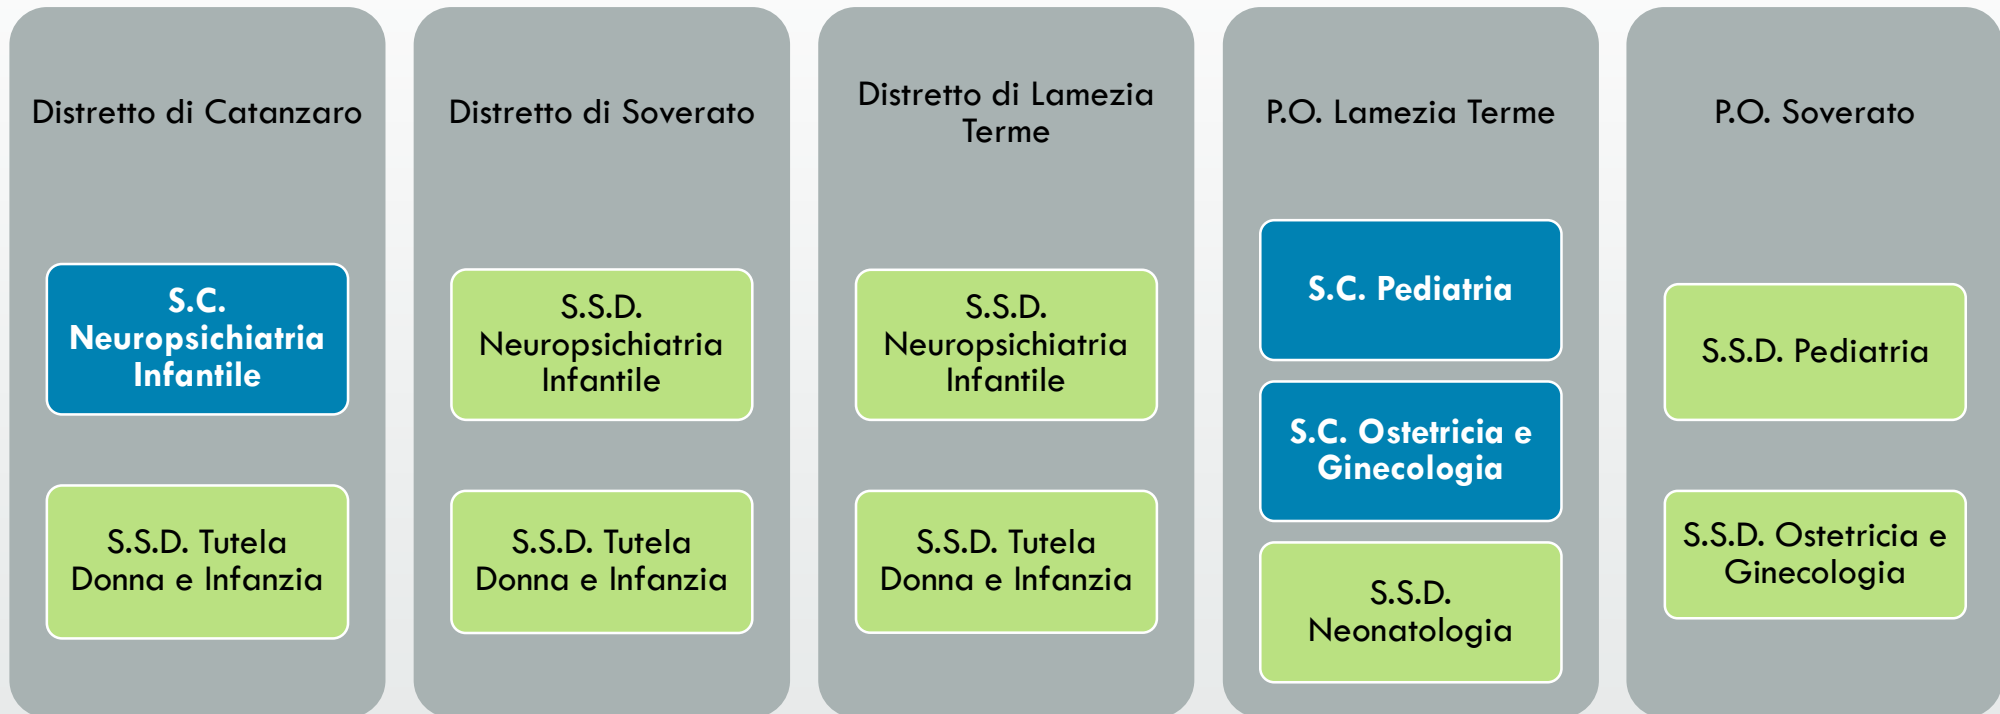 Distretto di Catanzaro
S.C.
Neuropsichiatria
Infantile
S.S.D. Tutela
Donna e Infanzia
Distretto di Soverato
S.S.D.
Neuropsichiatria
Infantile
S.S.D. Tutela
Donna e Infanzia
Distretto di Lamezia
Terme
S.S.D.
Neuropsichiatria
Infantile
S.S.D. Tutela
Donna e Infanzia
P.O. Lamezia Terme
S.C. Pediatria
S.C. Ostetricia e
Ginecologia
S.S.D.
Neonatologia
P.O. Soverato
S.S.D. Pediatria
S.S.D. Ostetricia e
Ginecologia